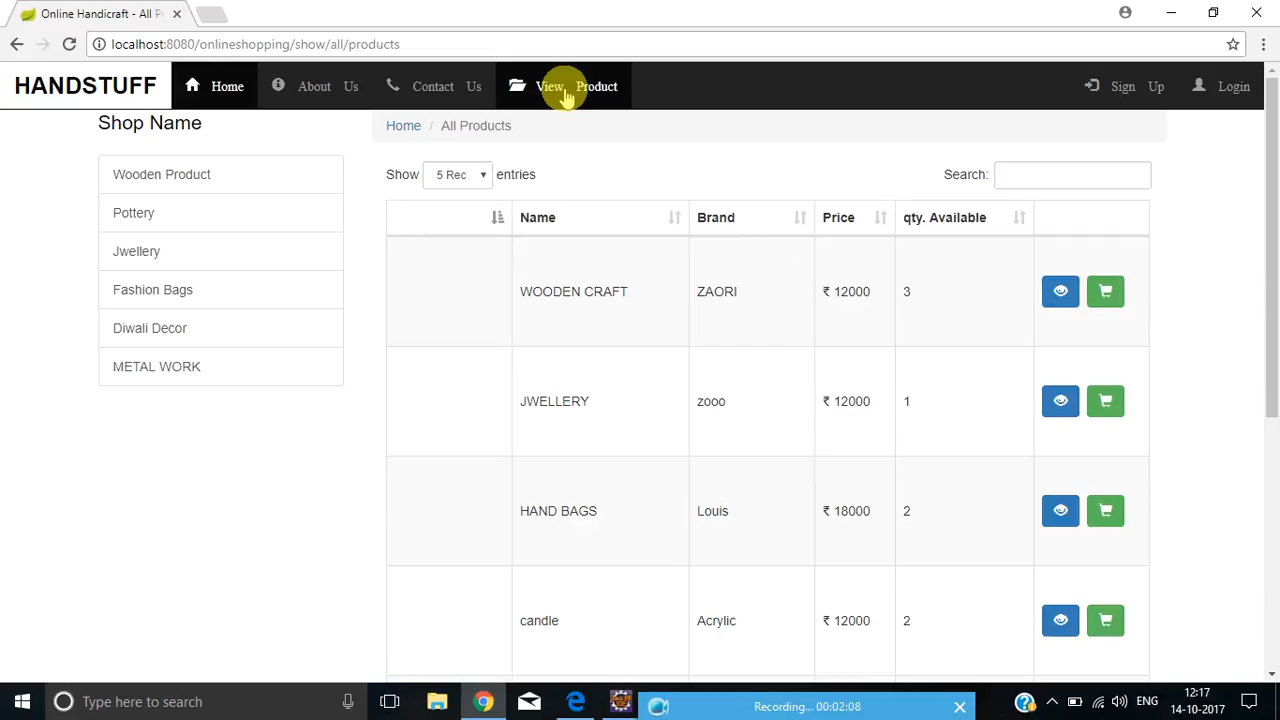 Online Handicraft - All P
localhost:8080/onlineshopping/show/all/products
HANDSTUFF Home About Us Contact Us View Product Sign Up Login
Shop Name
Wooden Product
Pottery
Jwellery
Fashion Bags
Diwali Decor
METAL WORK
Home / All Products
Show 5 Rec entries Search:
Name Brand Price qty. Available
WOODEN CRAFT ZAORI ₹ 12000 3
JWELLERY zooo ₹ 12000 1
HAND BAGS Louis ₹ 18000 2
candle Acrylic ₹ 12000 2
Type here to search
Recording... 00:02:08
ENG
12:17
14-10-2017